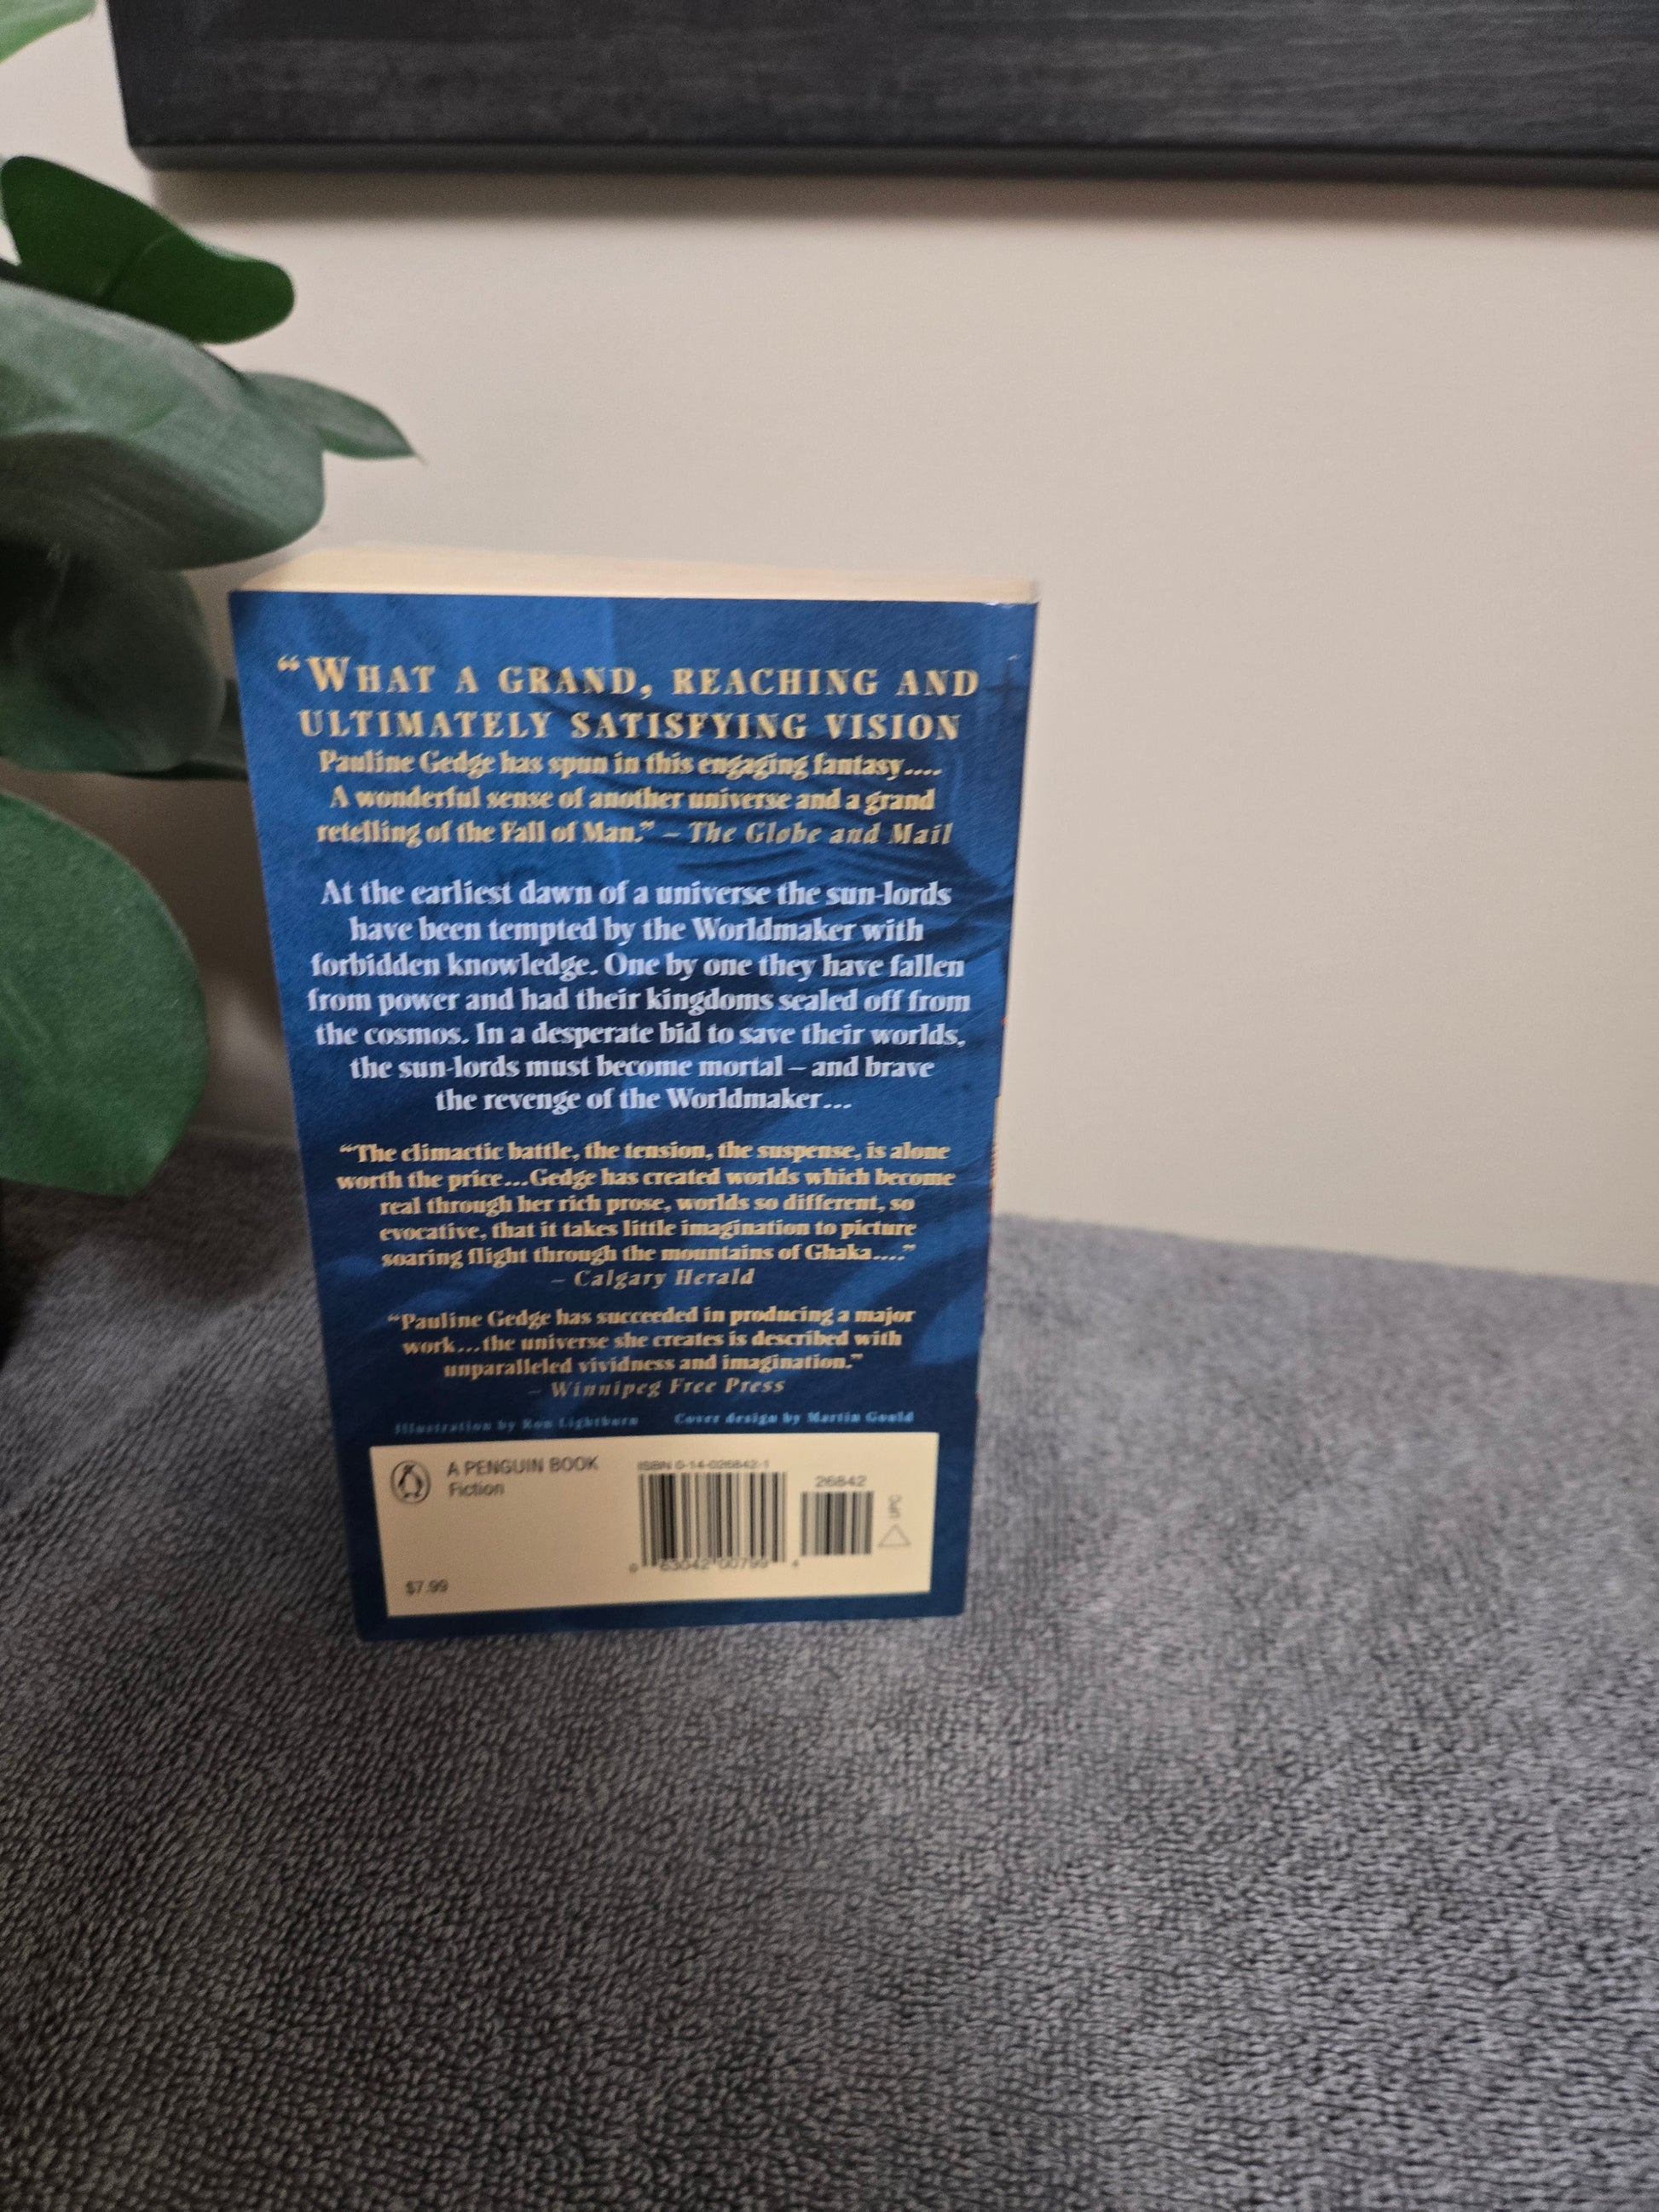 “WHAT A GRAND, REACHING AND
ULTIMATELY SATISFYING VISION
Pauline Gedge has spun in this engaging fantasy....
A wonderful sense of another universe and a grand
retelling of the Fall of Man.” – The Globe and Mail
At the earliest dawn of a universe the sun-lords
have been tempted by the Worldmaker with
forbidden knowledge. One by one they have fallen
from power and had their kingdoms sealed off from
the cosmos. In a desperate bid to save their worlds,
the sun-lords must become mortal – and brave
the revenge of the Worldmaker...
“The climactic battle, the tension, the suspense, is alone
worth the price...Gedge has created worlds which become
real through her rich prose, worlds so different, so
evocative, that it takes little imagination to picture
soaring flight through the mountains of Ghaka....”
– Calgary Herald
“Pauline Gedge has succeeded in producing a major
work...the universe she creates is described with
unparalleled vividness and imagination.”
– Winnipeg Free Press
Illustration by Ron Lightburn Cover design by Martin Gould
A PENGUIN BOOK
Fiction
ISBN 0-14-026842-1
26842
UPC
0 63042 00799 4
$7.99